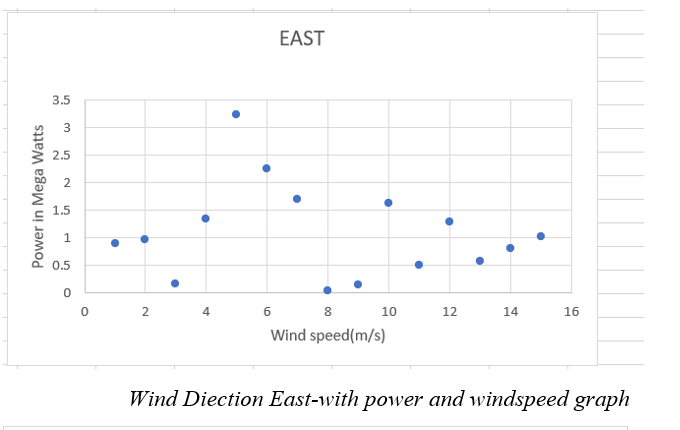 EAST
3.5
3
2.5
2
1.5
1
0.5
0
Power in Mega Watts
0 2 4 6 8 10 12 14 16
Wind speed(m/s)
Wind Diection East-with power and windspeed graph